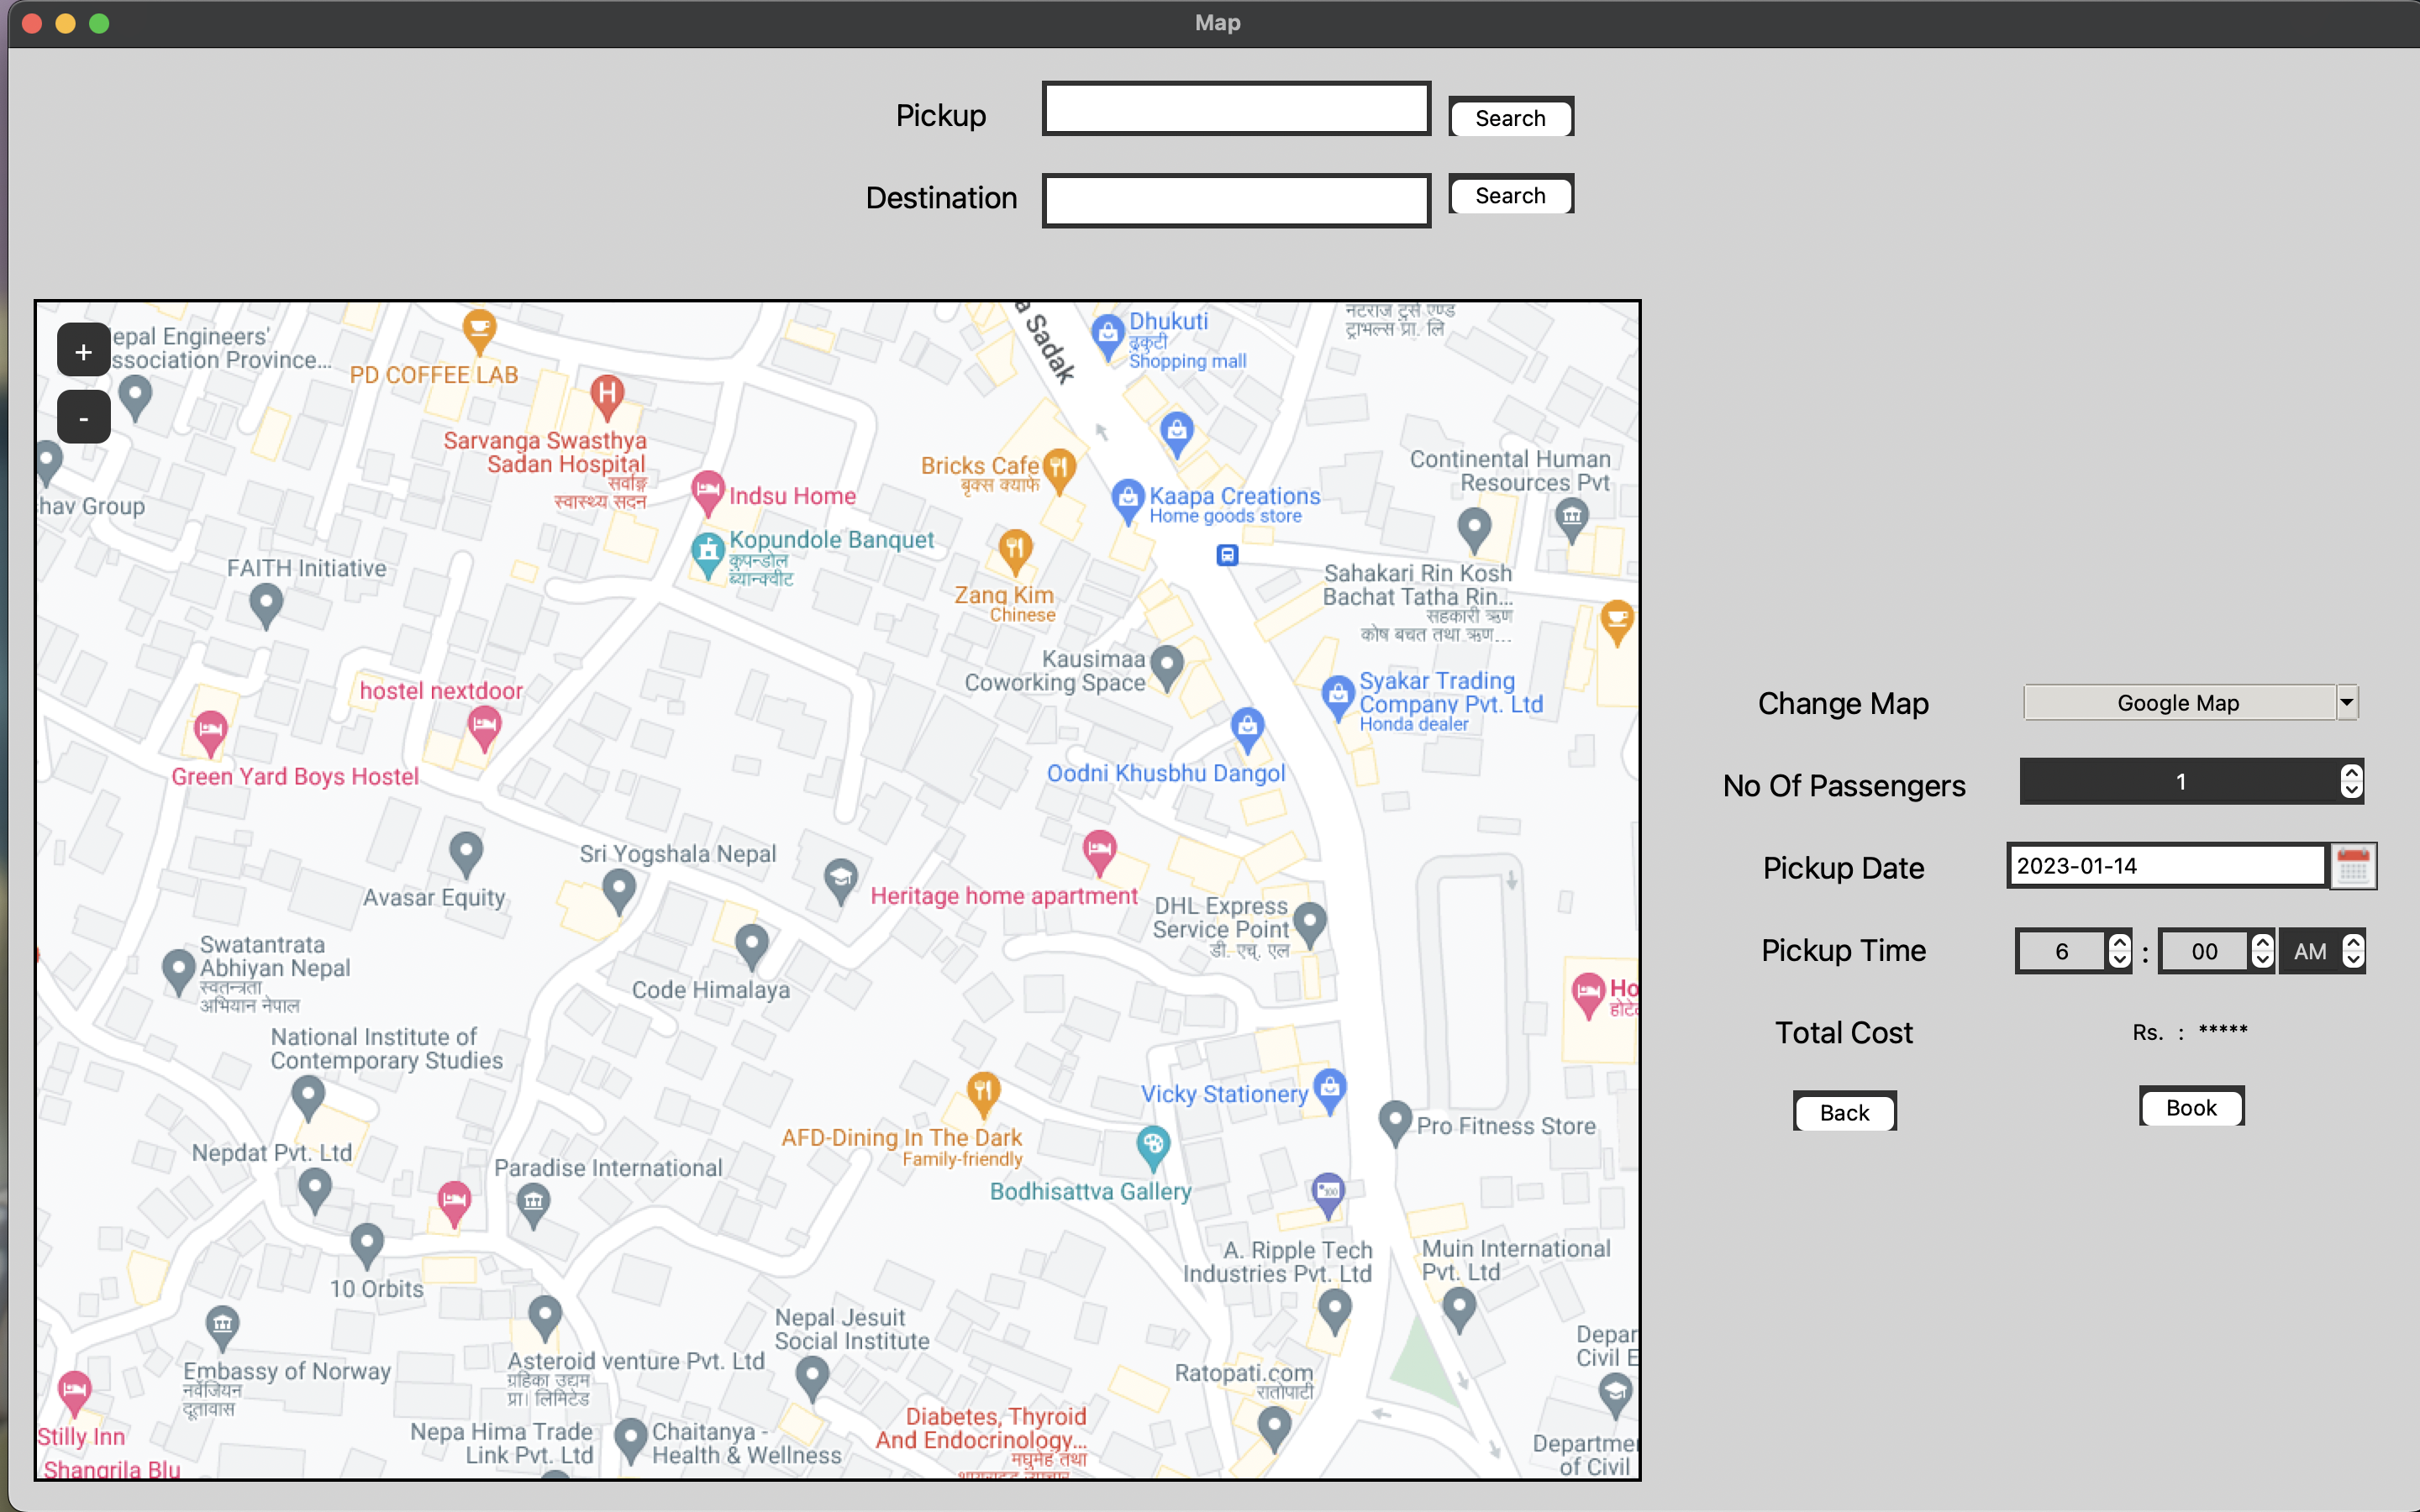 Map
Pickup
Search
Destination
Search
+
-
epal Engineers'
ssociation Province...
PD COFFEE LAB
a Sadak
Dhukuti
ढुकुटी
Shopping mall
नटराज टुर्स एण्ड
ट्राभल्स प्रा. लि
Sarvanga Swasthya
Sadan Hospital
सर्वाङ्ग
स्वास्थ्य सदन
Indsu Home
Bricks Cafe
बृक्स क्याफे
Kaapa Creations
Home goods store
Continental Human
Resources Pvt
hav Group
Kopundole Banquet
कुपन्डोल
ब्यान्क्वीट
FAITH Initiative
Zang Kim
Chinese
Sahakari Rin Kosh
Bachat Tatha Rin...
सहकारी ऋण
कोष बचत तथा ऋण...
Kausimaa
Coworking Space
hostel nextdoor
Syakar Trading
Company Pvt. Ltd
Honda dealer
Green Yard Boys Hostel
Oodni Khusbhu Dangol
Sri Yogshala Nepal
Avasar Equity
Heritage home apartment
DHL Express
Service Point
डी. एच्. एल
Swatantrata
Abhiyan Nepal
स्वतन्त्रता
अभियान नेपाल
Code Himalaya
Ho
होटे
National Institute of
Contemporary Studies
Vicky Stationery
Pro Fitness Store
AFD-Dining In The Dark
Family-friendly
Nepdat Pvt. Ltd
Paradise International
Bodhisattva Gallery
100
A. Ripple Tech
Industries Pvt. Ltd
Muin International
Pvt. Ltd
10 Orbits
Nepal Jesuit
Social Institute
Depar
Civil E
Embassy of Norway
नर्वेजियन
दूतावास
Asteroid venture Pvt. Ltd
ग्रहिका उद्यम
प्रा। लिमिटेड
Ratopati.com
रातोपाटी
Stilly Inn
Shangrila Blu
Nepa Hima Trade
Link Pvt. Ltd
Chaitanya -
Health & Wellness
Diabetes, Thyroid
And Endocrinology...
मधुमेह तथा
Departme
of Civil
Change Map
Google Map
No Of Passengers
1
Pickup Date
2023-01-14
Pickup Time
6 : 00 AM
Total Cost
Rs. : *****
Back
Book